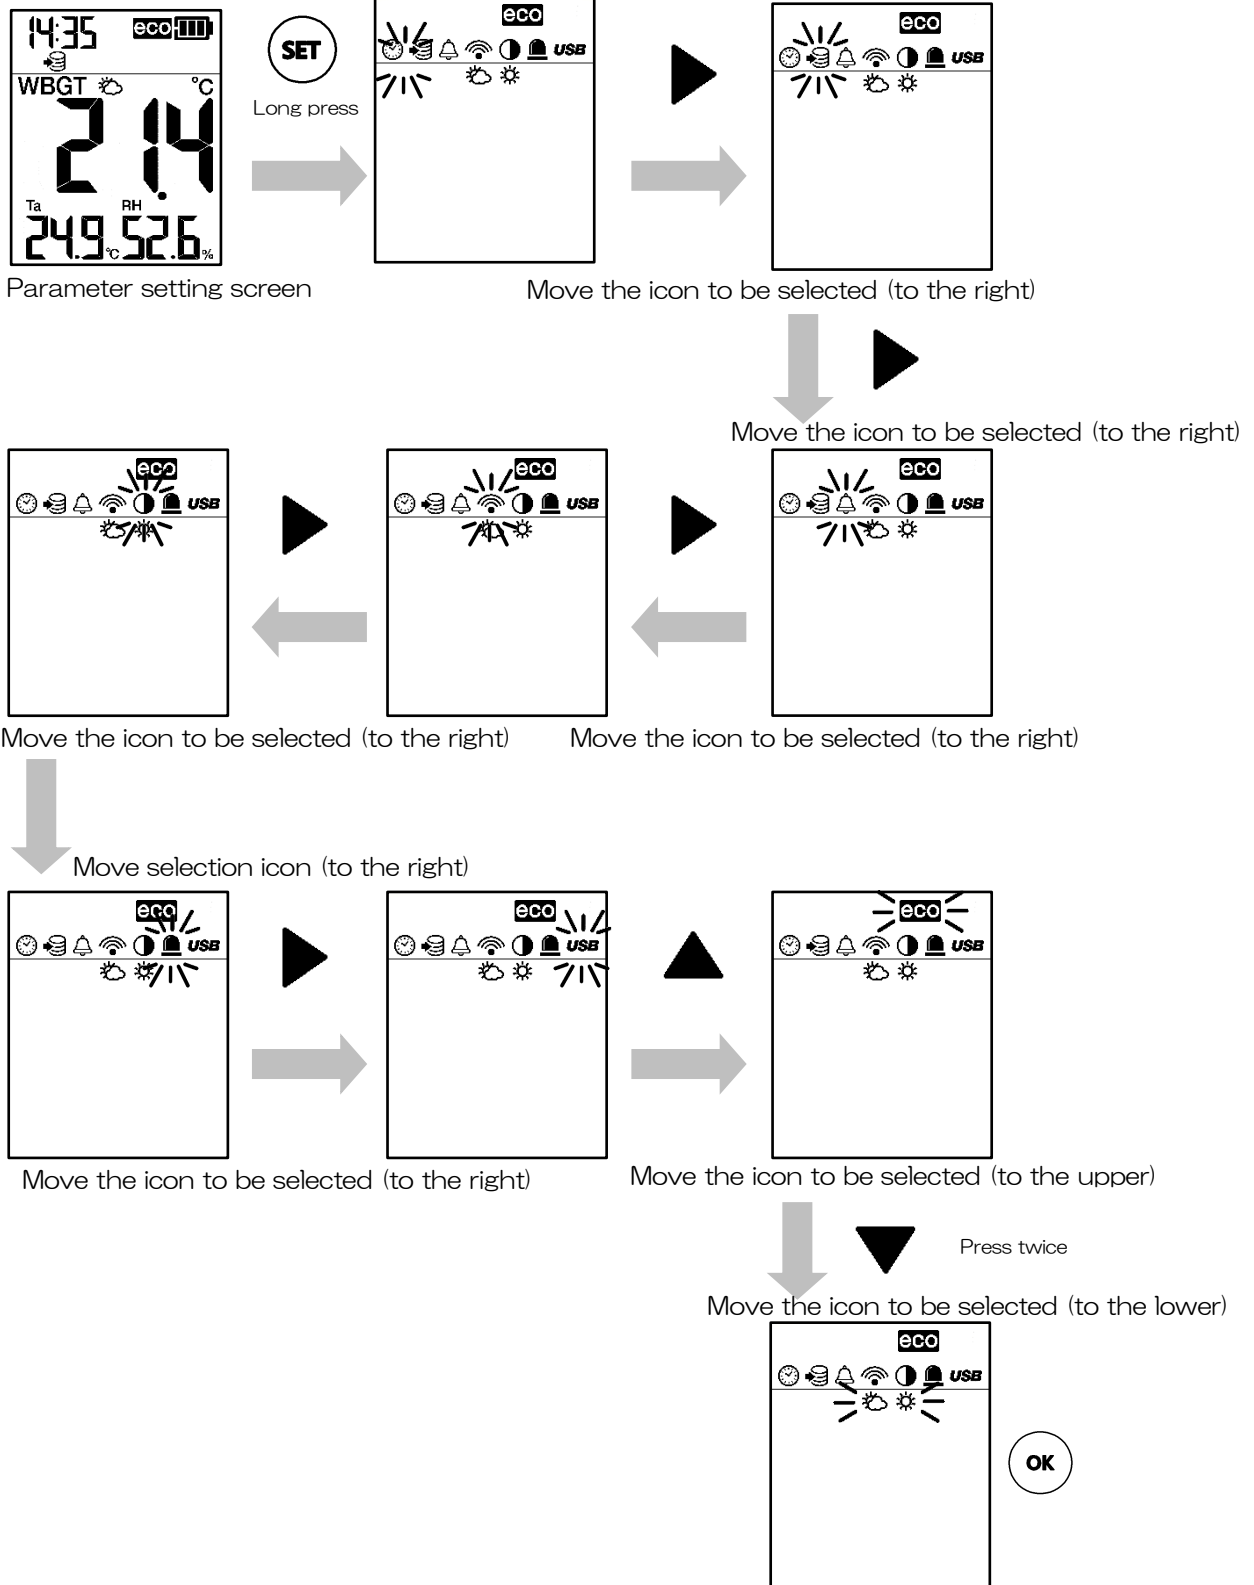 14:35 eco
WBGT °C
21.4
Ta RH
24.9 °C 52.6 %
SET
Long press
eco
USB
eco
USB
Parameter setting screen
Move the icon to be selected (to the right)
Move the icon to be selected (to the right)
eco
USB
eco
USB
eco
USB
Move the icon to be selected (to the right)
Move the icon to be selected (to the right)
Move selection icon (to the right)
eco
USB
eco
USB
eco
USB
Move the icon to be selected (to the right)
Move the icon to be selected (to the upper)
Press twice
Move the icon to be selected (to the lower)
eco
USB
OK